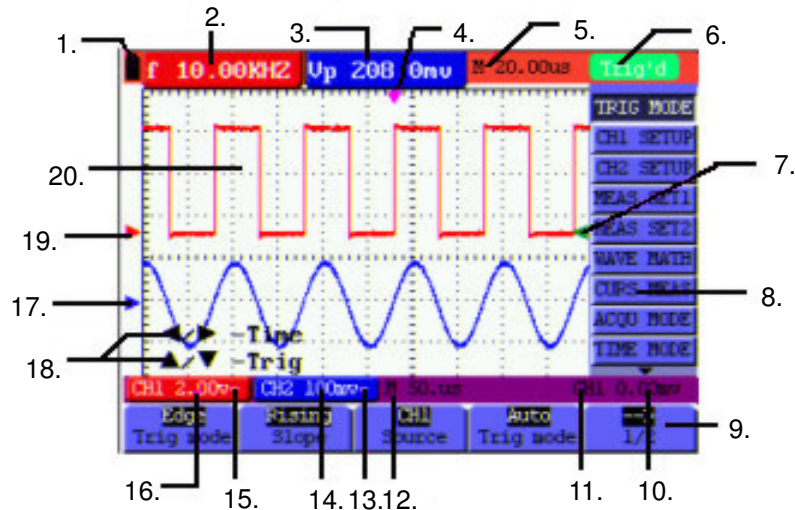 1. 2. 3. 4. 5. 6.
f 10.00KHZ Vp 208.0mv M 20.00us Trig'd
TRIG MODE
CH1 SETUP
CH2 SETUP
7.
20.
MEAS SET1
19.
MEAS SET2
WAVE MATH
17.
CURS MEAS
8.
ACQU MODE
18.
◄/► -Time
TIME MODE
▲/▼ -Trig
CH1 2.00v~ CH2 100mv~ M 50.us CH1 0.00mv
Edge Rising CH1 Auto
Trig mode Slope Source Trig mode 1/2
9.
16. 15. 14. 13. 12. 11. 10.